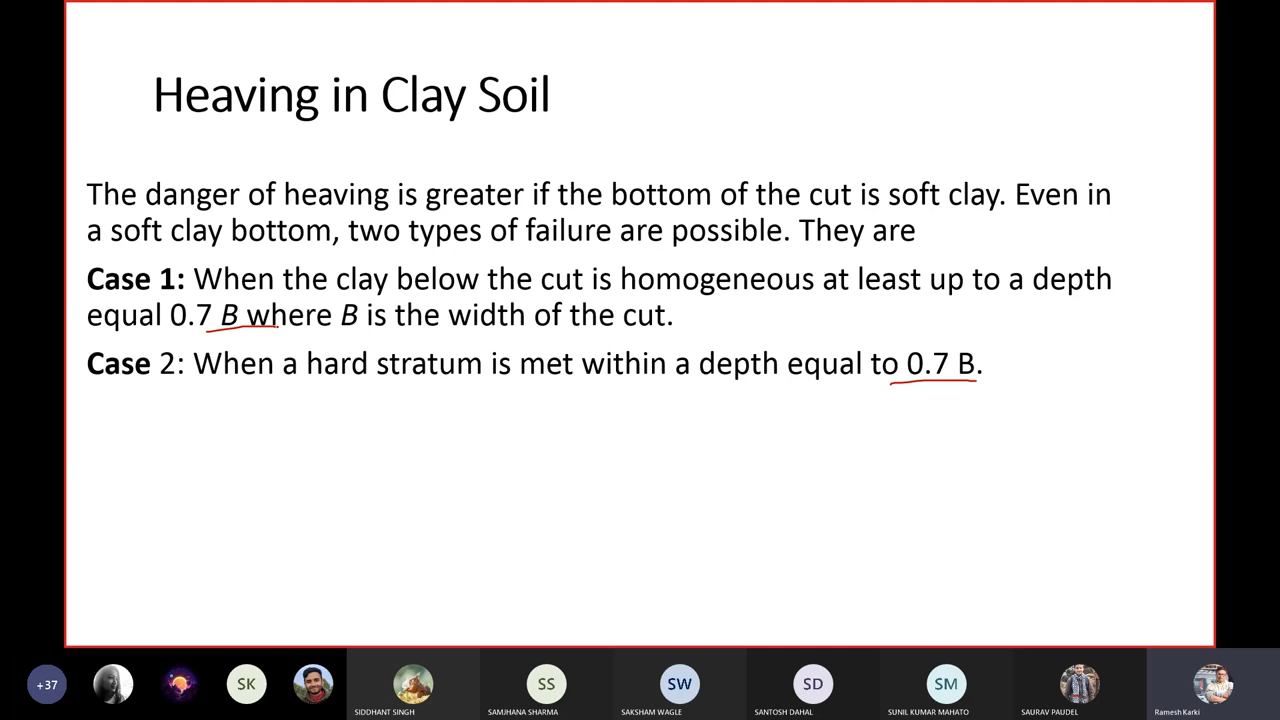 Heaving in Clay Soil
The danger of heaving is greater if the bottom of the cut is soft clay. Even in
a soft clay bottom, two types of failure are possible. They are
Case 1: When the clay below the cut is homogeneous at least up to a depth
equal 0.7 B where B is the width of the cut.
Case 2: When a hard stratum is met within a depth equal to 0.7 B.
+37
SK
SS
SW
SD
SM
SIDDHANT SINGH
SAMJHANA SHARMA
SAKSHAM WAGLE
SANTOSH DAHAL
SUNIL KUMAR MAHATO
SAURAV PAUDEL
Ramesh Karki